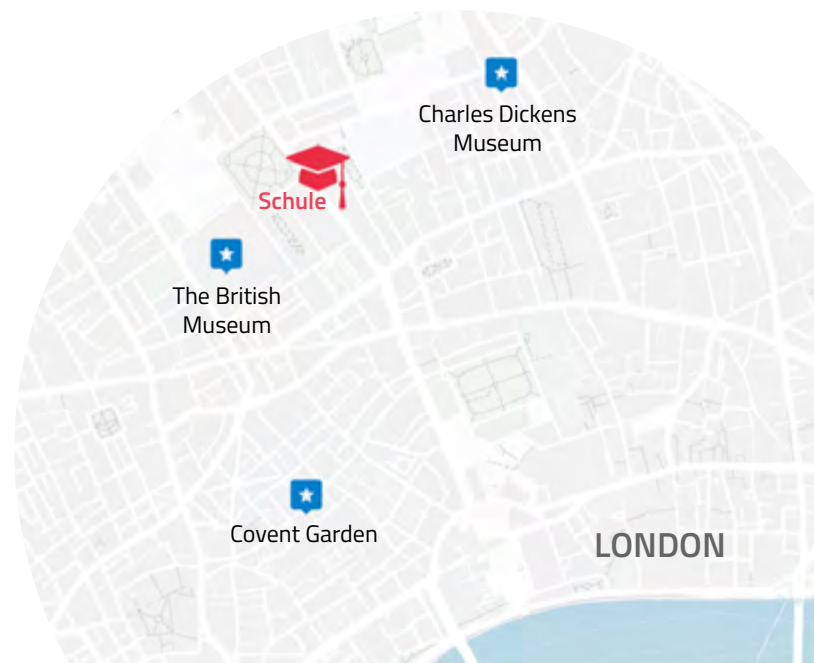 Charles Dickens
Museum
Schule
The British
Museum
Covent Garden
LONDON